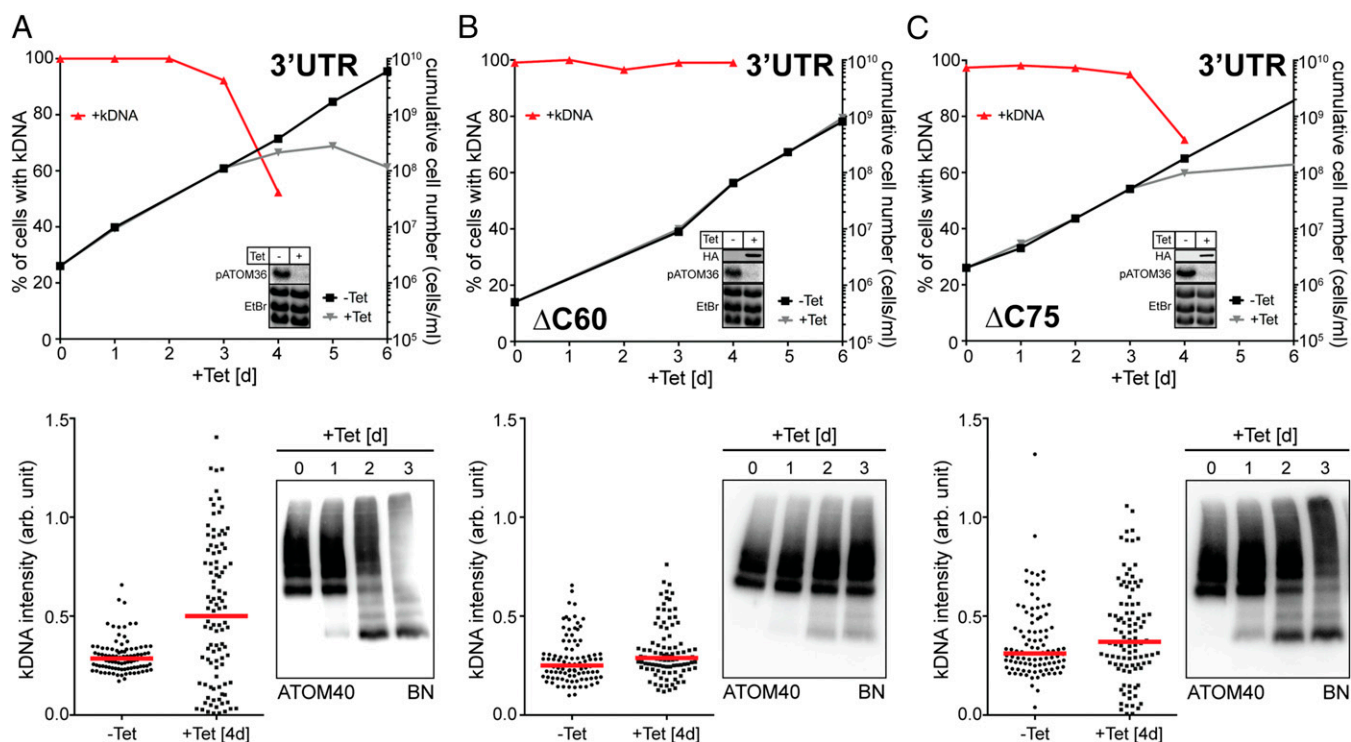 A
B
C
3'UTR
3'UTR
3'UTR
100
80
60
40
20
0
% of cells with kDNA
+kDNA
10^10
10^9
10^8
10^7
10^6
10^5
cumulative cell number (cells/ml)
Tet - +
pATOM36
EtBr
-Tet
+Tet
0 1 2 3 4 5 6
+Tet [d]
100
80
60
40
20
0
% of cells with kDNA
+kDNA
10^10
10^9
10^8
10^7
10^6
10^5
cumulative cell number (cells/ml)
Tet - +
HA
pATOM36
EtBr
-Tet
+Tet
ΔC60
0 1 2 3 4 5 6
+Tet [d]
100
80
60
40
20
0
% of cells with kDNA
+kDNA
10^10
10^9
10^8
10^7
10^6
10^5
cumulative cell number (cells/ml)
Tet - +
HA
pATOM36
EtBr
-Tet
+Tet
ΔC75
0 1 2 3 4 5 6
+Tet [d]
1.5
1.0
0.5
0.0
kDNA intensity (arb. unit)
-Tet +Tet [4d]
+Tet [d]
0 1 2 3
ATOM40 BN
1.5
1.0
0.5
0.0
kDNA intensity (arb. unit)
-Tet +Tet [4d]
+Tet [d]
0 1 2 3
ATOM40 BN
1.5
1.0
0.5
0.0
kDNA intensity (arb. unit)
-Tet +Tet [4d]
+Tet [d]
0 1 2 3
ATOM40 BN